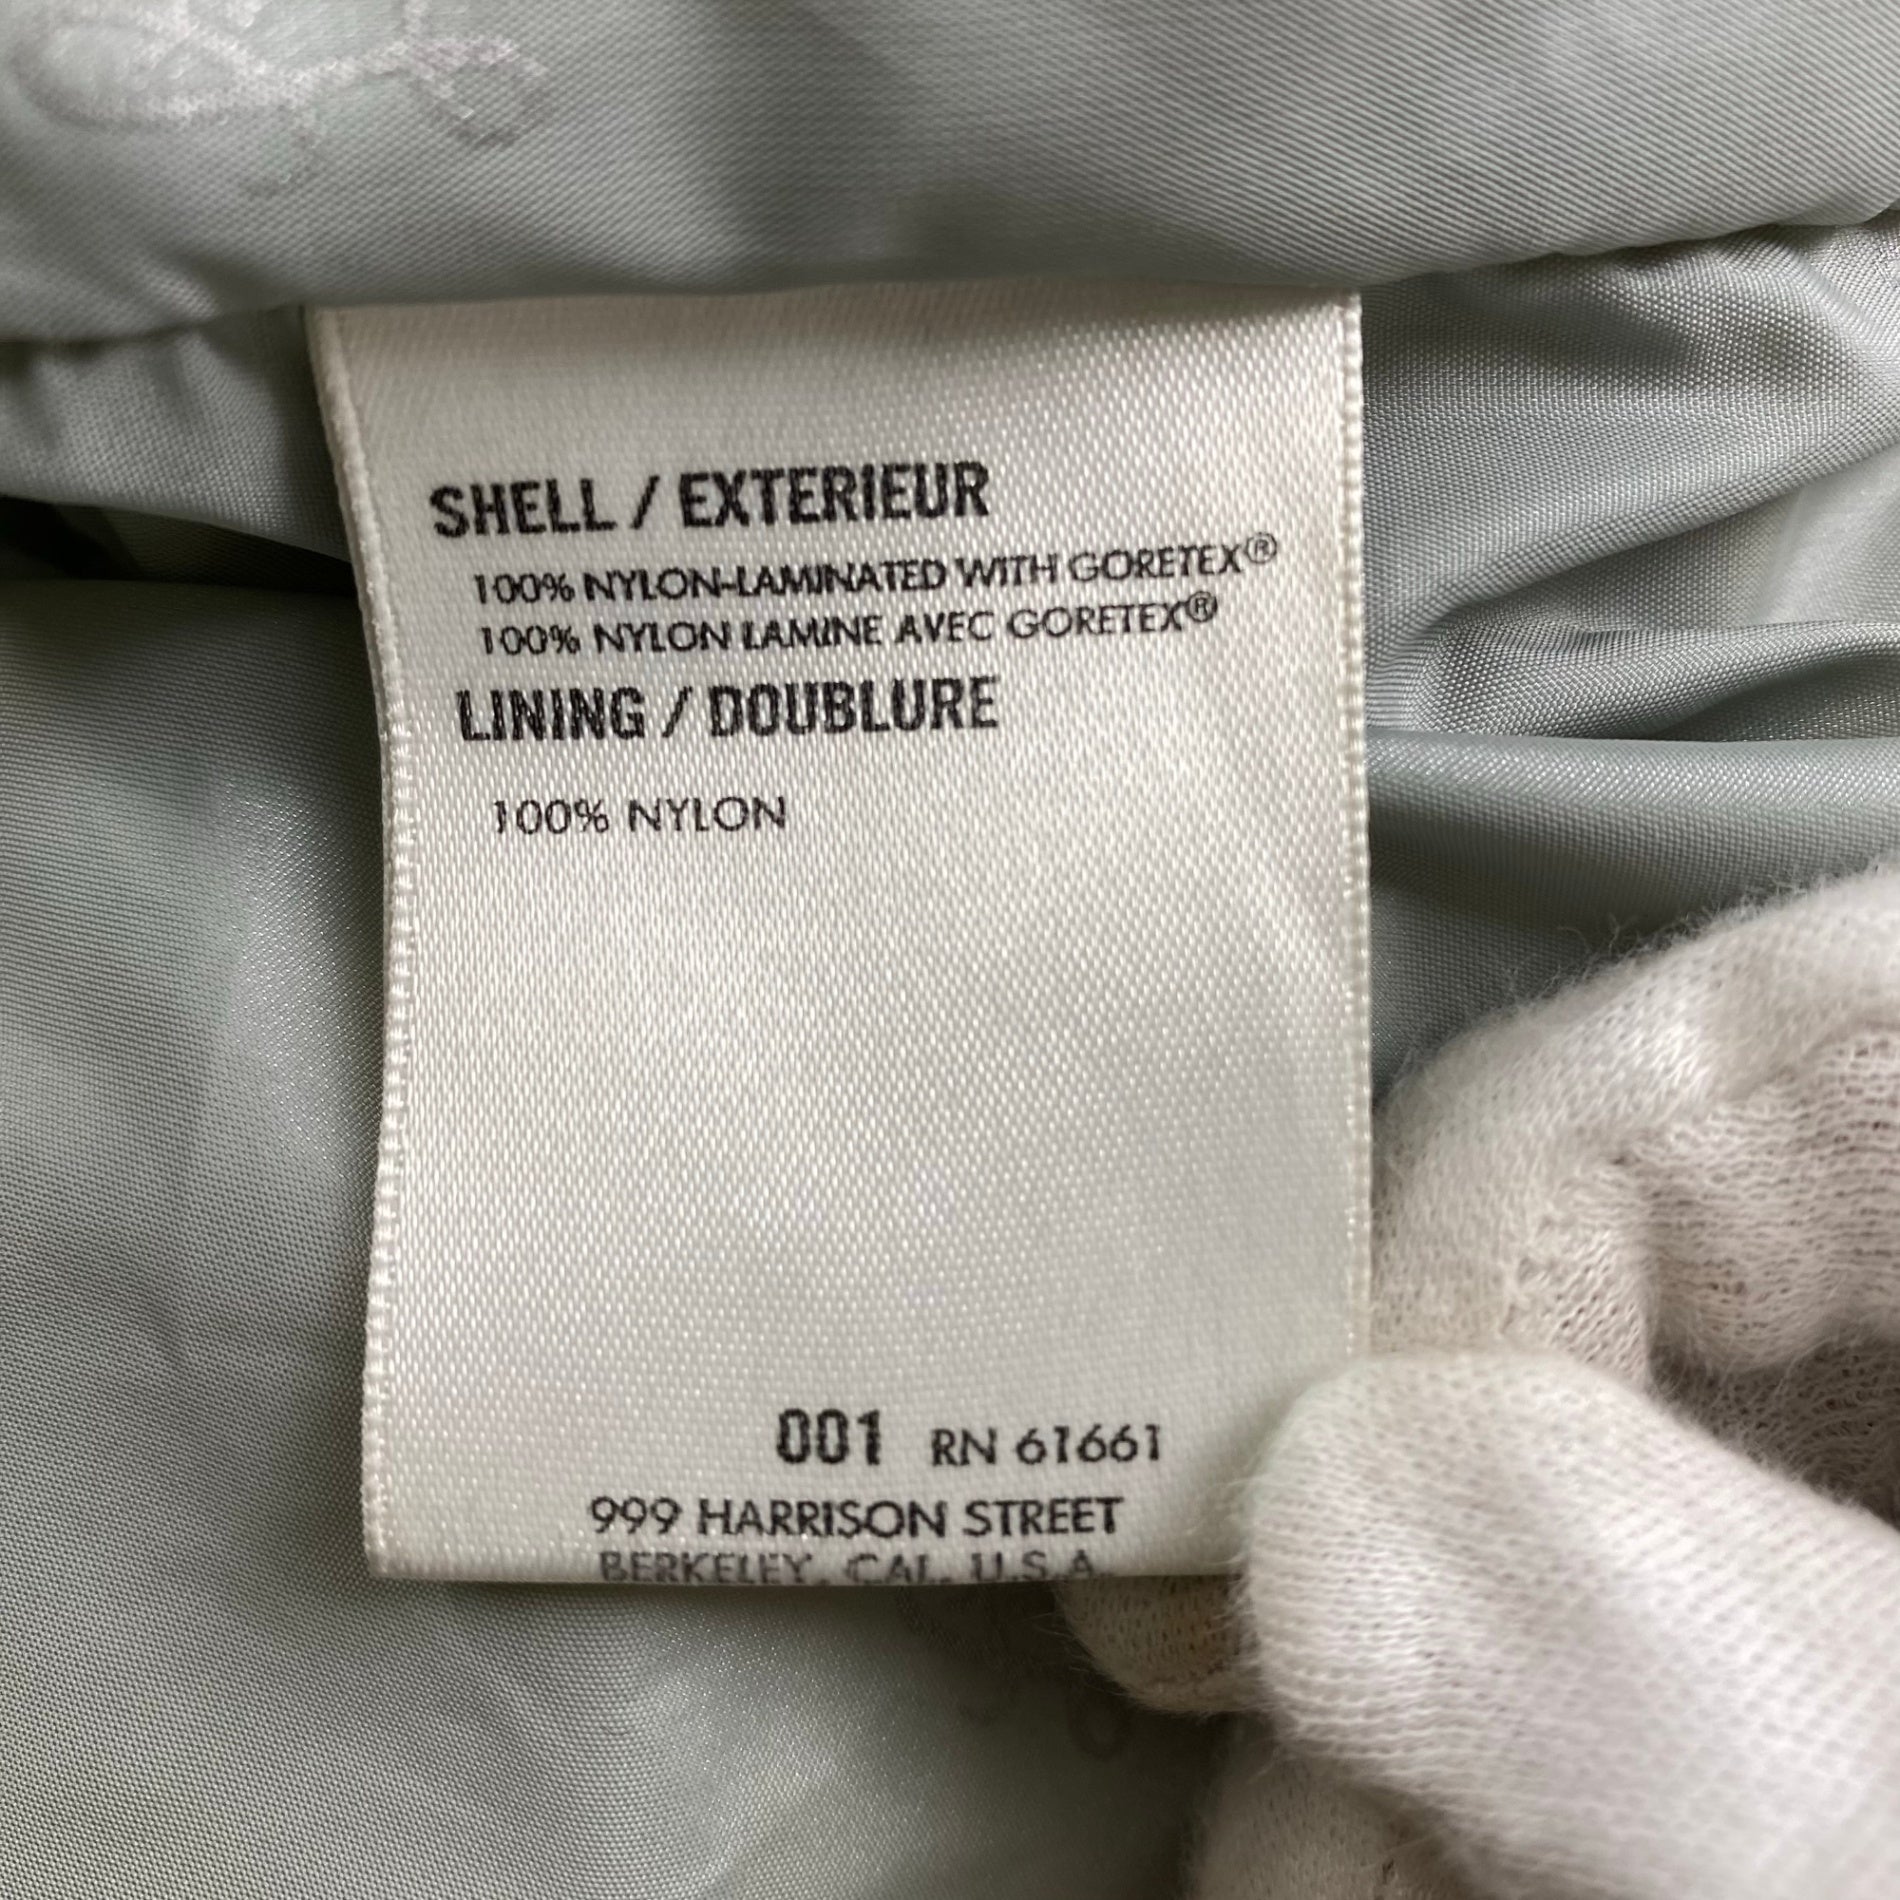 SHELL / EXTERIEUR
100% NYLON-LAMINATED WITH GORETEX®
100% NYLON LAMINE AVEC GORETEX®
LINING / DOUBLURE
100% NYLON
001 RN 61661
999 HARRISON STREET
BERKELEY, CAL. U.S.A.